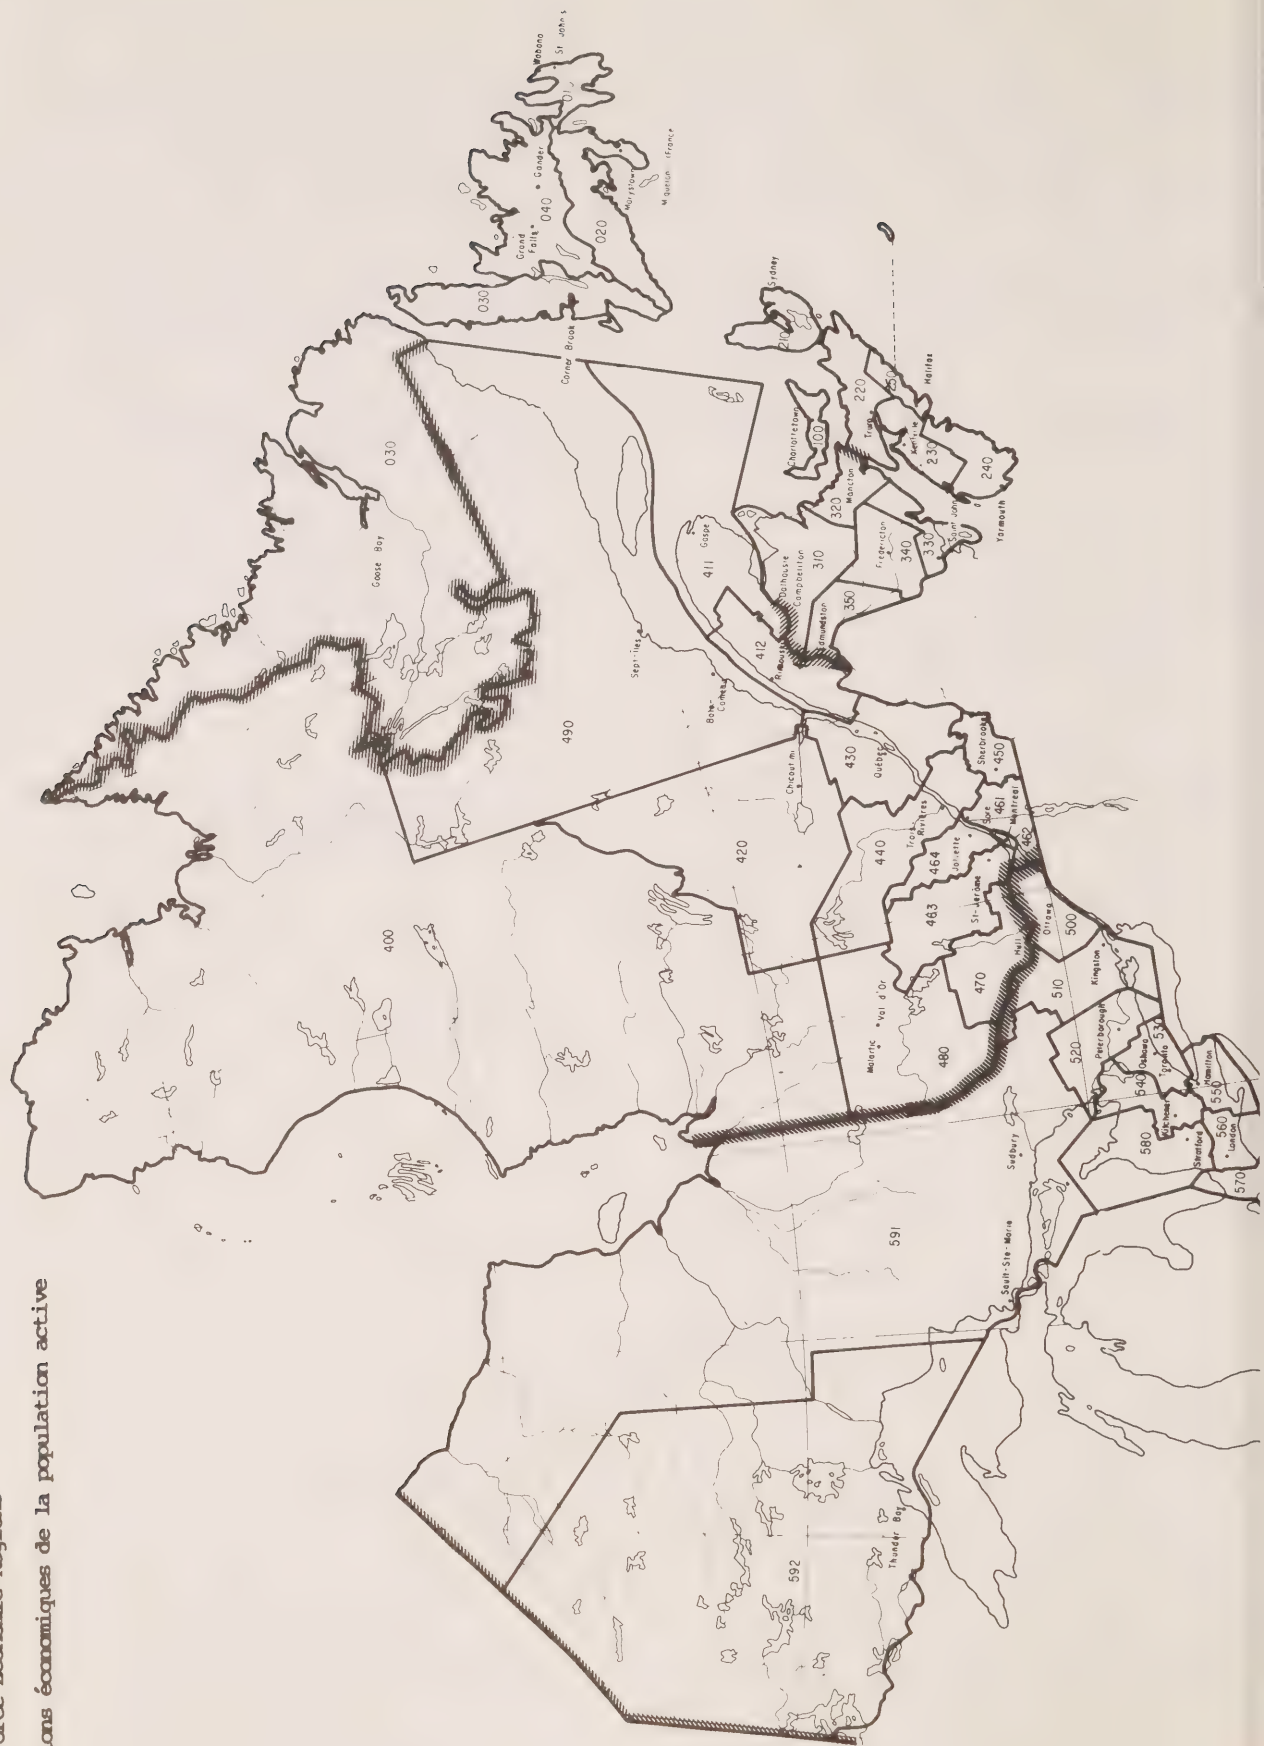 Régions
ons économiques de la population active
Wabana
St John's
Gander
040
Grand Falls
030
020
Marystown
Miquelon (France
Corner Brook
030
Goose Bay
Sydney
210
220
Truro
Halifax
Charlottetown
100
Kentville
230
240
Yarmouth
320
Moncton
Saint John
330
Fredericton
340
350
310
Dalhousie
Campbellton
Edmundston
411
Gaspé
412
Rimouski
Sept-Iles
Baie-Comeau
490
400
420
Chicoutimi
430
Québec
Sherbrooke
450
440
Trois-Rivières
461
Sorel
Montréal
462
464
Joliette
463
St-Jérôme
Hull
Ottawa
500
470
Val d'Or
Malartic
480
510
Kingston
520
Peterborough
530
Oshawa
Toronto
540
Hamilton
550
Kitchener
580
Stratford
560
London
570
Sudbury
591
Sault-Ste-Marie
592
Thunder Bay